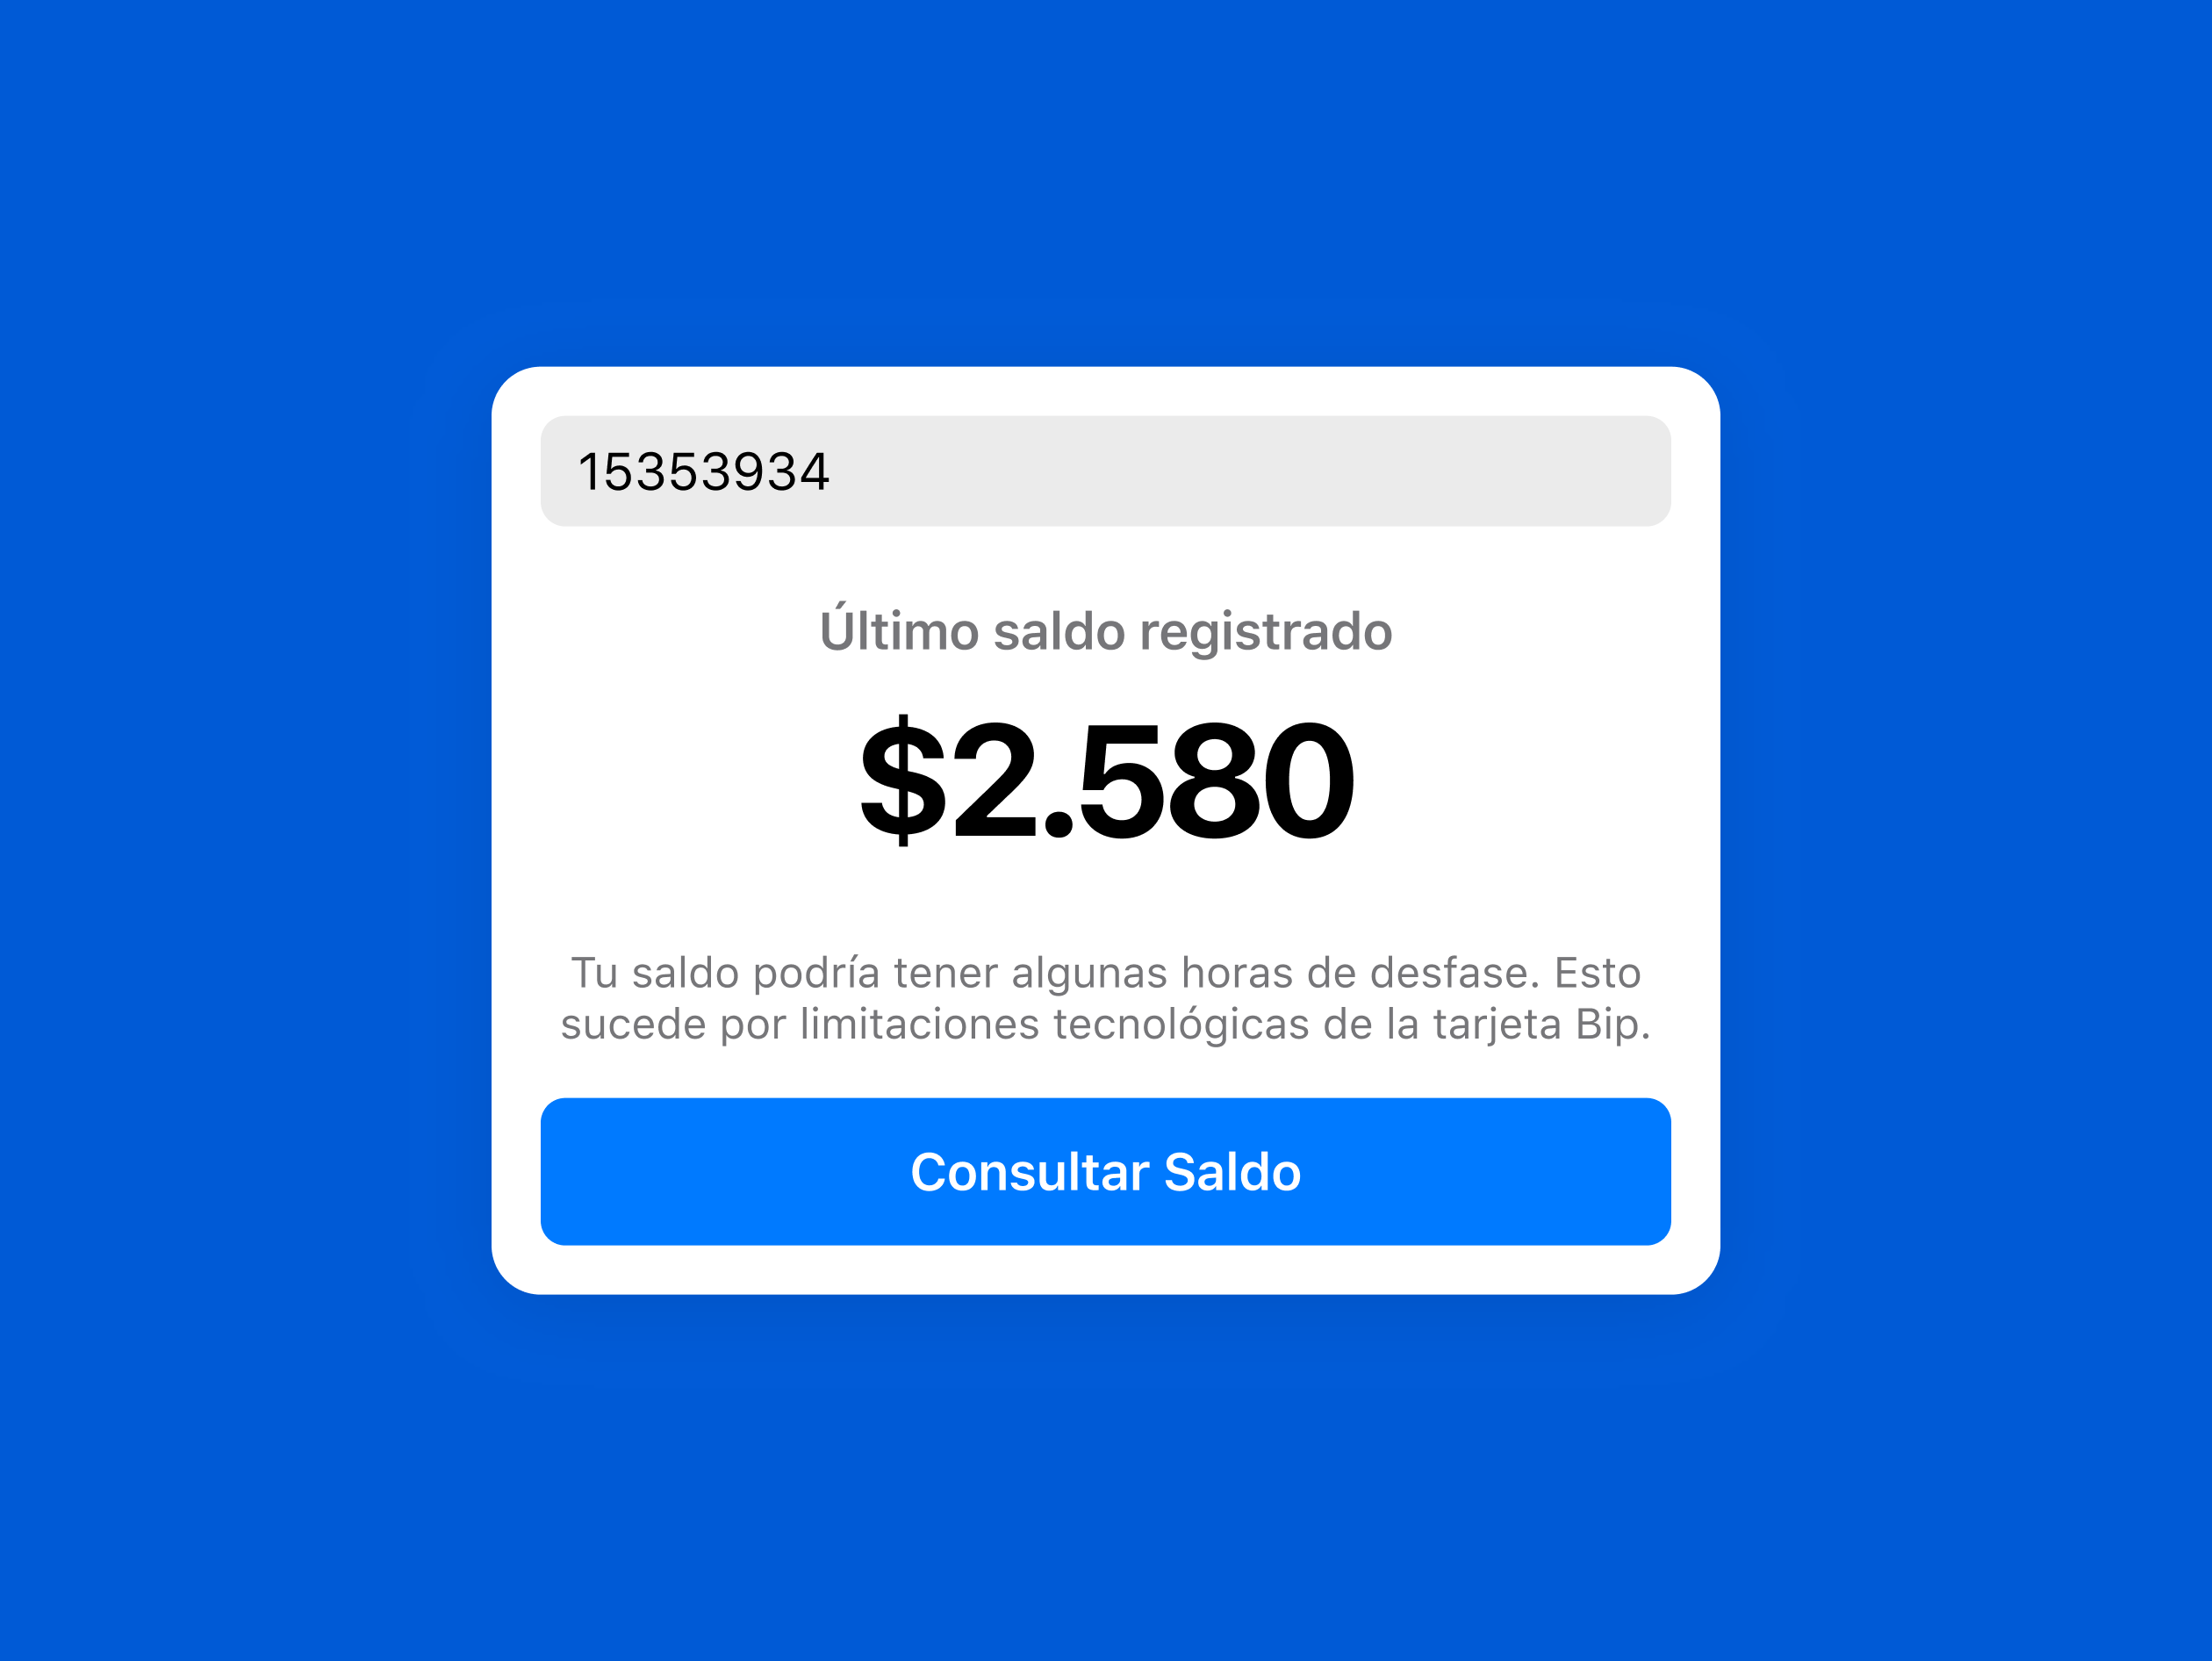 15353934
Último saldo registrado
$2.580
Tu saldo podría tener algunas horas de desfase. Esto
sucede por limitaciones tecnológicas de la tarjeta Bip.
Consultar Saldo